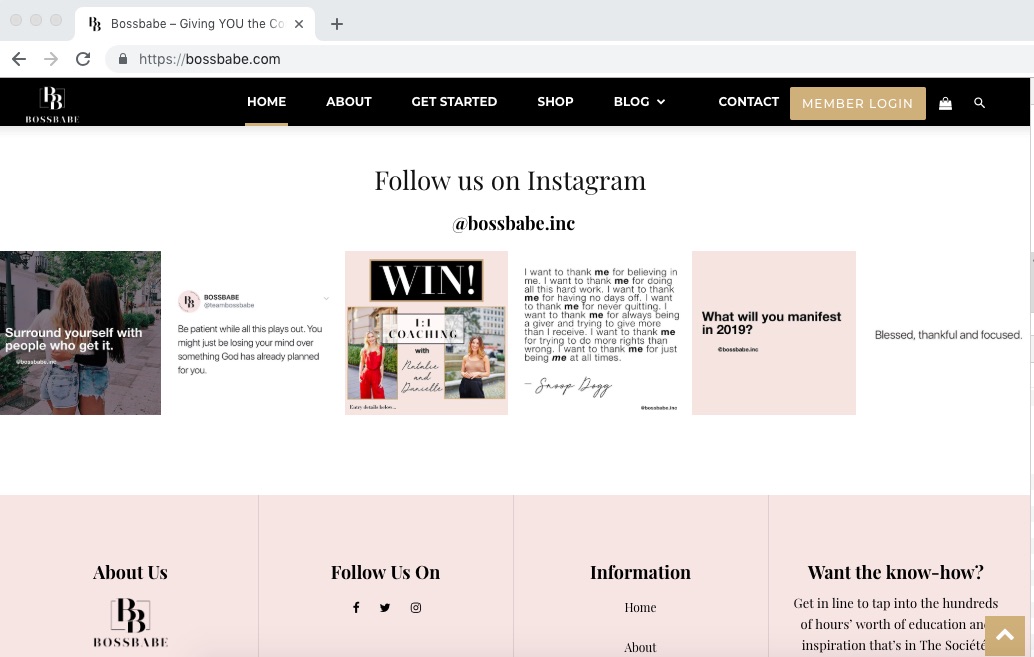 Bossbabe – Giving YOU the Co
https://bossbabe.com
BB
BOSSBABE
HOME
ABOUT
GET STARTED
SHOP
BLOG
CONTACT
MEMBER LOGIN
Follow us on Instagram
@bossbabe.inc
Surround yourself with
people who get it.
@bossbabe.inc
BOSSBABE
@teambossbabe
Be patient while all this plays out. You
might just be losing your mind over
something God has already planned
for you.
WIN!
1:1
COACHING
with
Natalie
and
Danielle
Entry details below...
I want to thank me for believing in
me. I want to thank me for doing
all this hard work. I want to thank
me for having no days off. I want
to thank me for never quitting. I
want to thank me for always being
a giver and trying to give more
than I receive. I want to thank me
for trying to do more rights than
wrong. I want to thank me for just
being me at all times.
– Snoop Dogg
@bossbabe.inc
What will you manifest
in 2019?
@bossbabe.inc
Blessed, thankful and focused.
About Us
BB
BOSSBABE
Follow Us On
Information
Home
About
Want the know-how?
Get in line to tap into the hundreds
of hours' worth of education and
inspiration that's in The Société